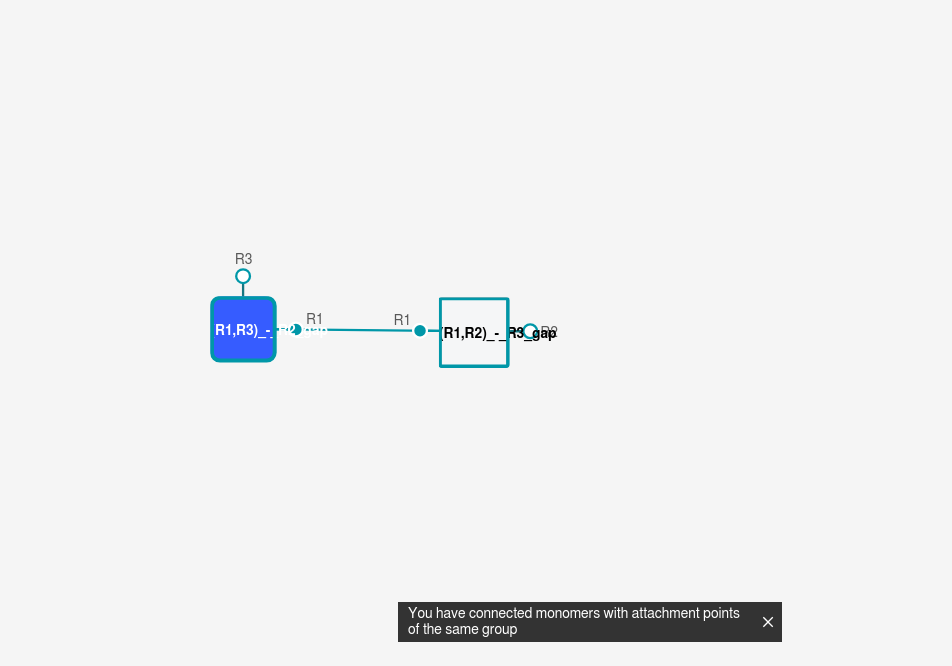 R3
R1
R1
R1,R3)_-_R2_gap
(R1,R2)_-_R3_gap
R2
You have connected monomers with attachment points
of the same group